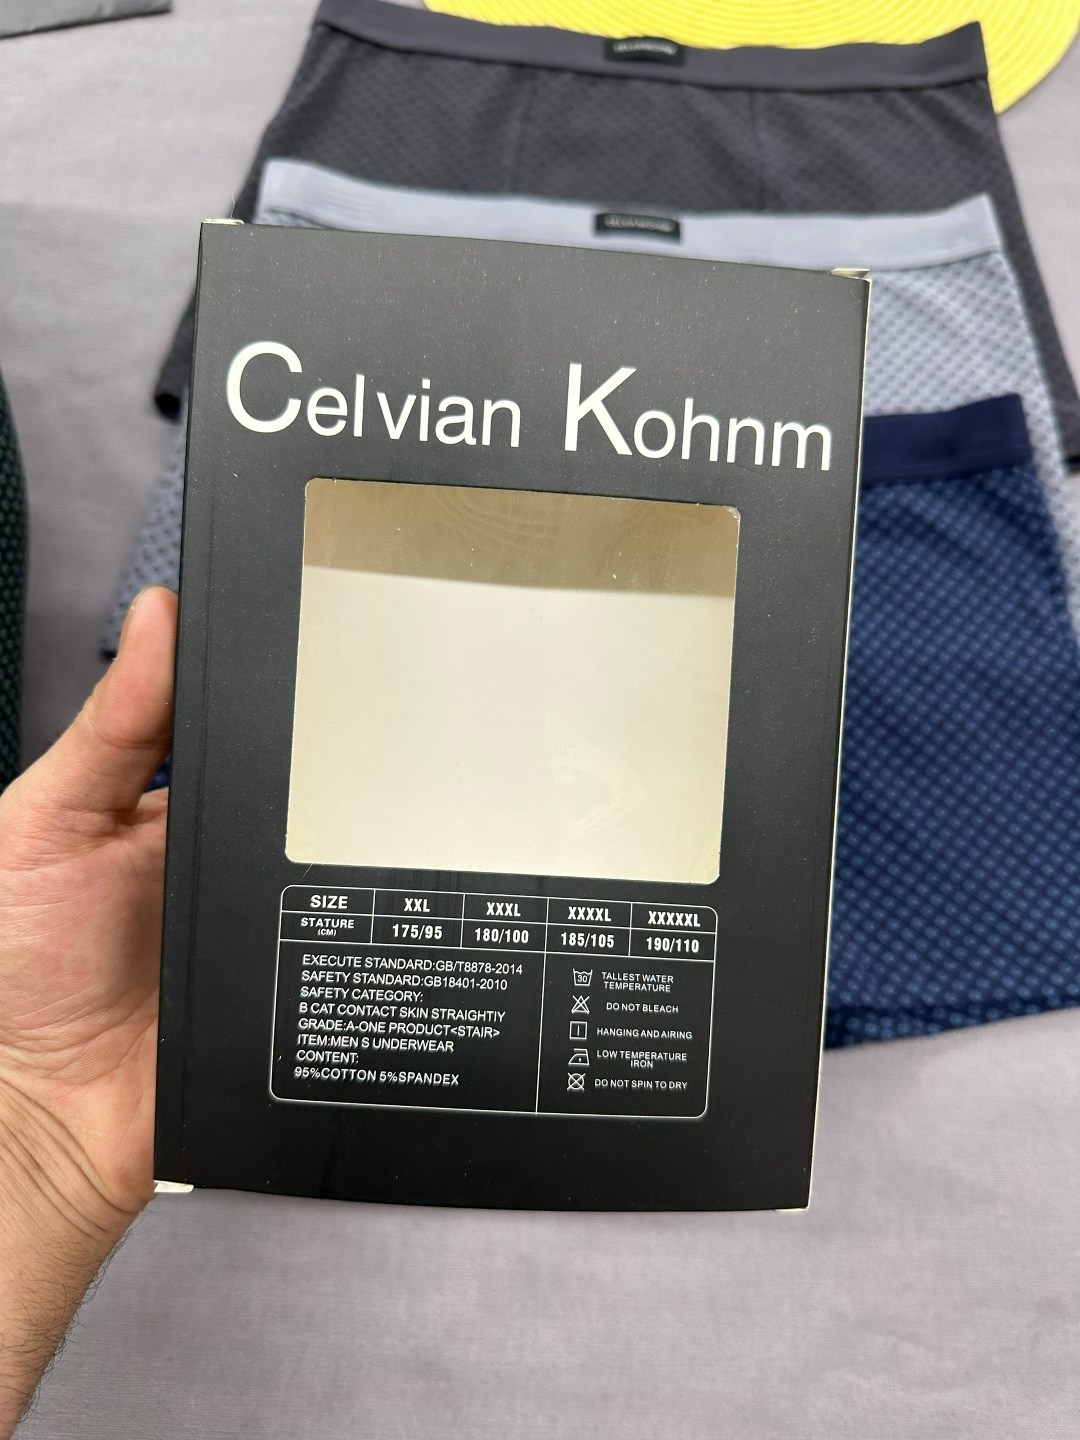 Celvian Kohnm
SIZE XXL XXXL XXXXL XXXXXL
STATURE (CM) 175/95 180/100 185/105 190/110
EXECUTE STANDARD:GB/T8878-2014
SAFETY STANDARD:GB18401-2010
SAFETY CATEGORY:
B CAT CONTACT SKIN STRAIGHTIY
GRADE:A-ONE PRODUCT<STAIR>
ITEM:MEN S UNDERWEAR
CONTENT:
95%COTTON 5%SPANDEX
30 TALLEST WATER
TEMPERATURE
DO NOT BLEACH
HANGING AND AIRING
LOW TEMPERATURE
IRON
DO NOT SPIN TO DRY